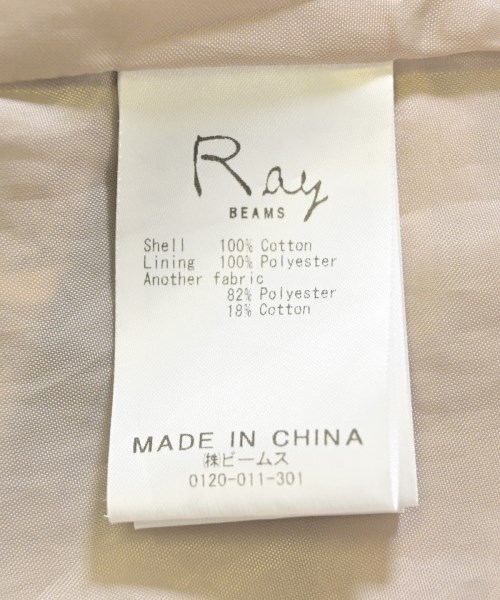 Ray
BEAMS
Shell 100% Cotton
Lining 100% Polyester
Another fabric
82% Polyester
18% Cotton
MADE IN CHINA
㈱ビームス
0120-011-301